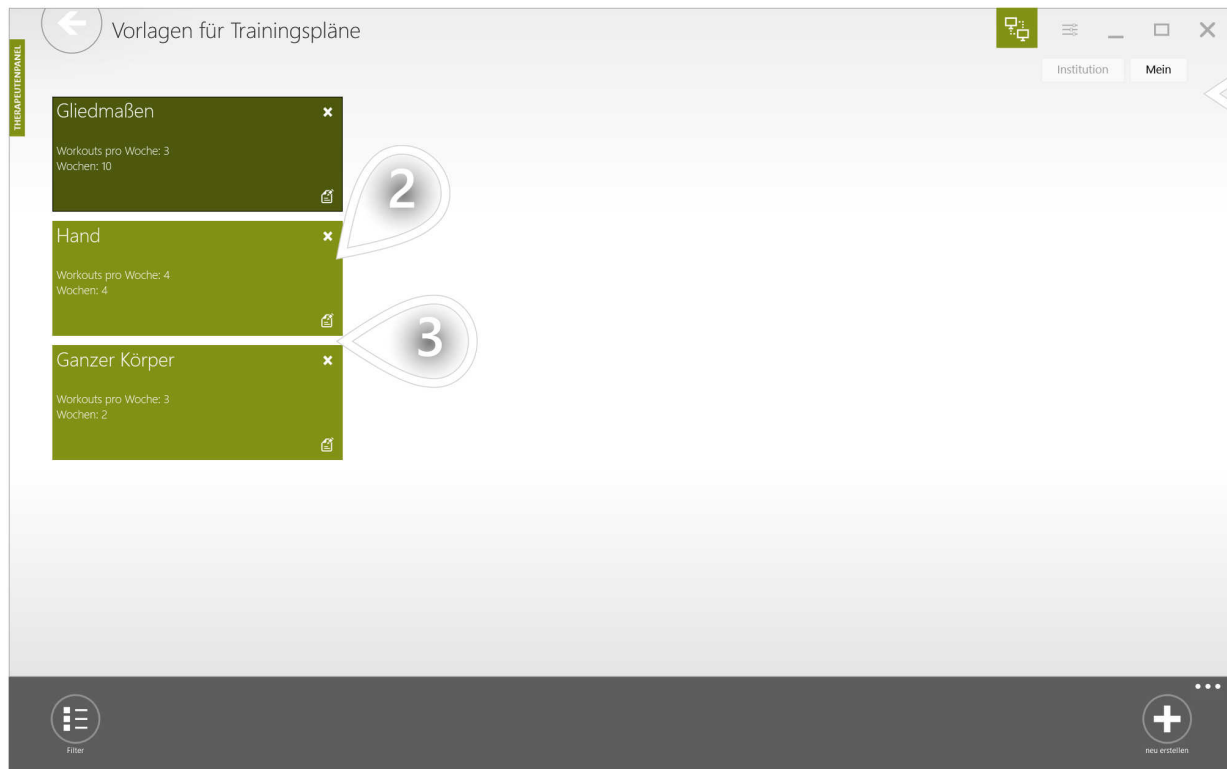 Vorlagen für Trainingspläne
THERAPEUTENPANEL
Institution Mein
Gliedmaßen
Workouts pro Woche: 3
Wochen: 10
2
Hand
Workouts pro Woche: 4
Wochen: 4
3
Ganzer Körper
Workouts pro Woche: 3
Wochen: 2
Filter
neu erstellen